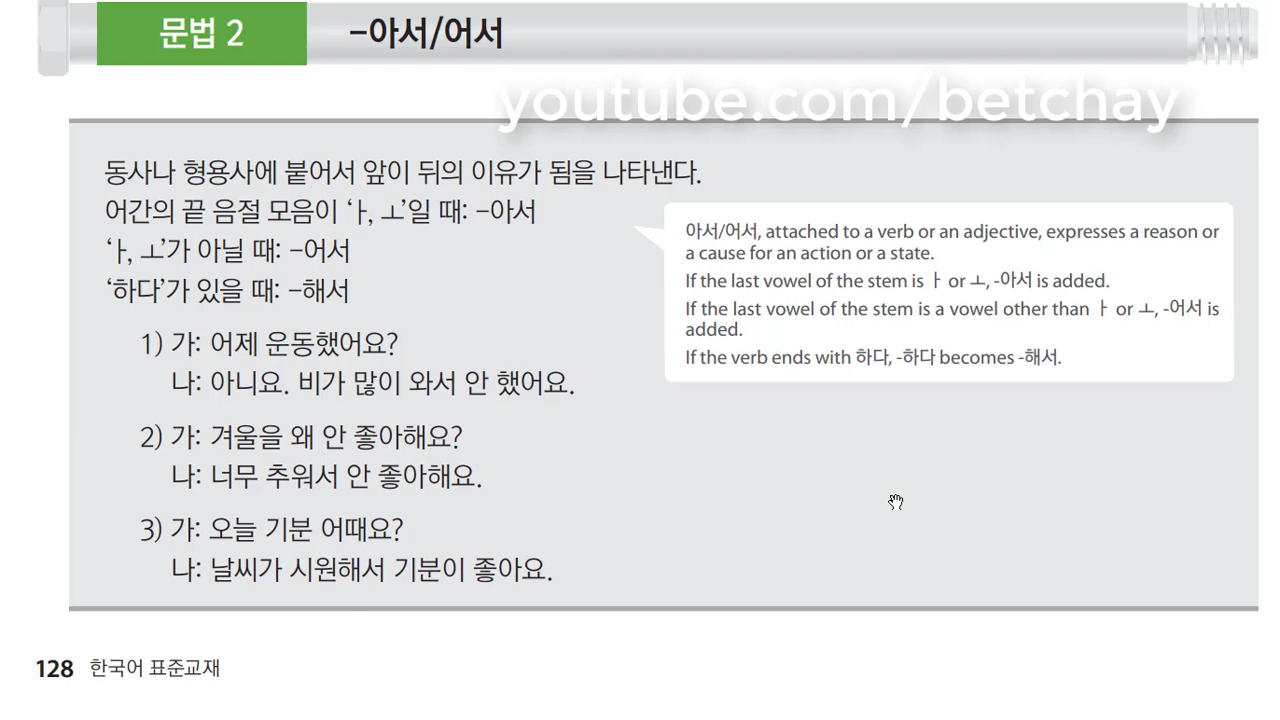 문법 2
-아서/어서
youtube.com/betchay
동사나 형용사에 붙어서 앞이 뒤의 이유가 됨을 나타낸다.
어간의 끝 음절 모음이 ‘ㅏ, ㅗ’일 때: -아서
‘ㅏ, ㅗ’가 아닐 때: -어서
‘하다’가 있을 때: -해서
아서/어서, attached to a verb or an adjective, expresses a reason or
a cause for an action or a state.
If the last vowel of the stem is ㅏ or ㅗ, -아서 is added.
If the last vowel of the stem is a vowel other than ㅏ or ㅗ, -어서 is
added.
If the verb ends with 하다, -하다 becomes -해서.
1) 가: 어제 운동했어요?
나: 아니요. 비가 많이 와서 안 했어요.
2) 가: 겨울을 왜 안 좋아해요?
나: 너무 추워서 안 좋아해요.
3) 가: 오늘 기분 어때요?
나: 날씨가 시원해서 기분이 좋아요.
128 한국어 표준교재